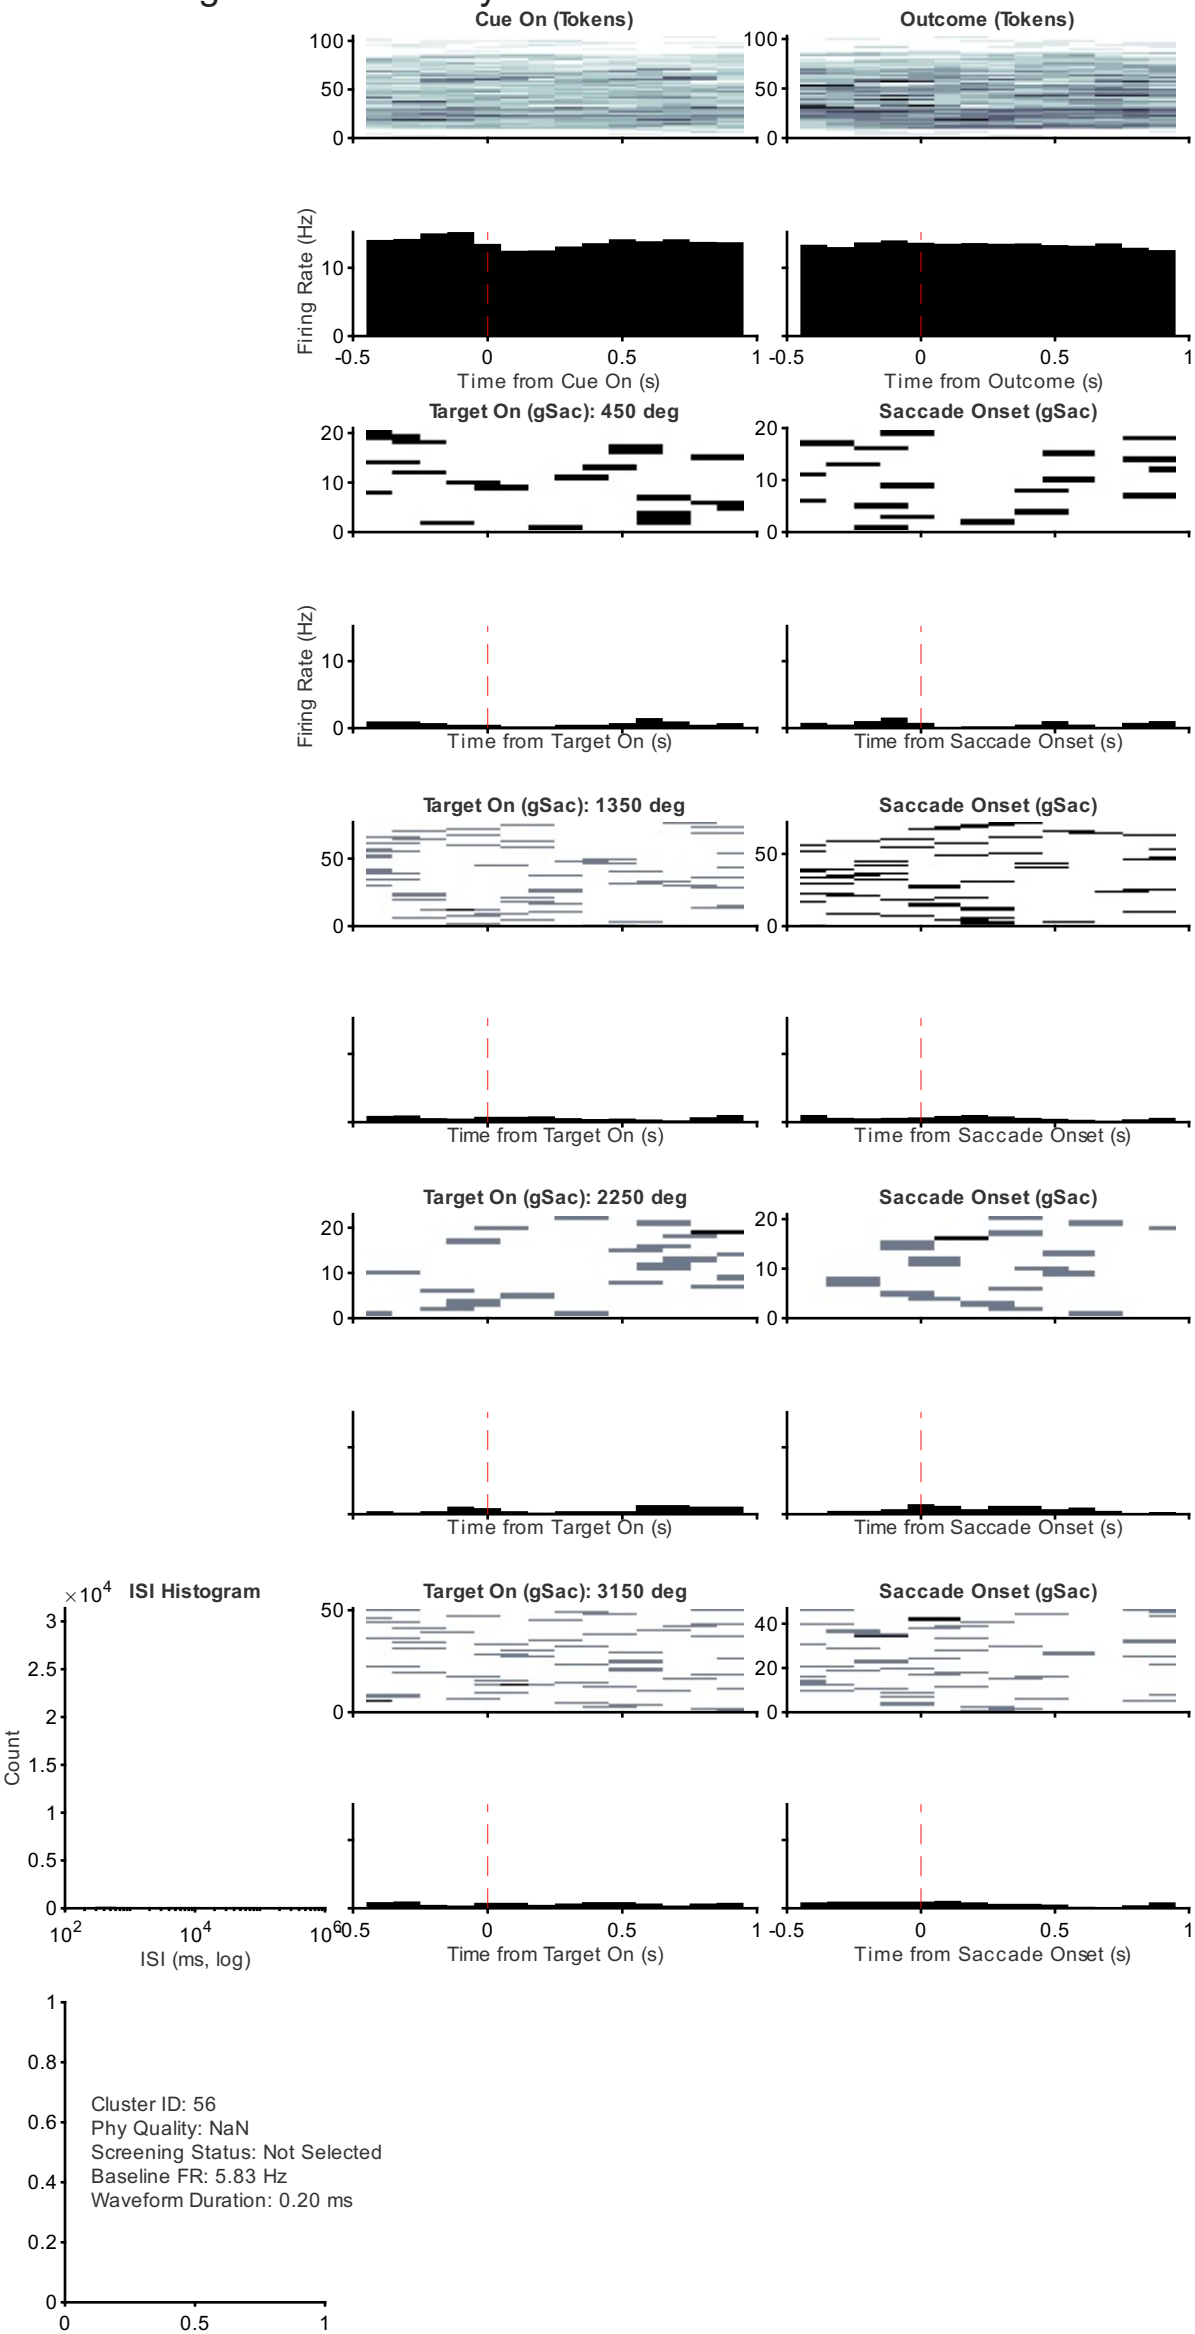 Cue On (Tokens)
Outcome (Tokens)
100
50
0
100
50
0
Firing Rate (Hz)
10
0
-0.5
0
0.5
1
-0.5
0
0.5
1
Time from Cue On (s)
Time from Outcome (s)
Target On (gSac): 450 deg
Saccade Onset (gSac)
20
10
0
20
10
0
Firing Rate (Hz)
10
0
Time from Target On (s)
Time from Saccade Onset (s)
Target On (gSac): 1350 deg
Saccade Onset (gSac)
50
0
50
0
Time from Target On (s)
Time from Saccade Onset (s)
Target On (gSac): 2250 deg
Saccade Onset (gSac)
20
10
0
20
10
0
Time from Target On (s)
Time from Saccade Onset (s)
×10^4
ISI Histogram
Target On (gSac): 3150 deg
Saccade Onset (gSac)
3
2.5
2
1.5
1
0.5
0
Count
10^2
10^4
10^6
ISI (ms, log)
50
0
40
20
0
-0.5
0
0.5
1
-0.5
0
0.5
1
Time from Target On (s)
Time from Saccade Onset (s)
1
0.8
0.6
0.4
0.2
0
Cluster ID: 56
Phy Quality: NaN
Screening Status: Not Selected
Baseline FR: 5.83 Hz
Waveform Duration: 0.20 ms
0
0.5
1